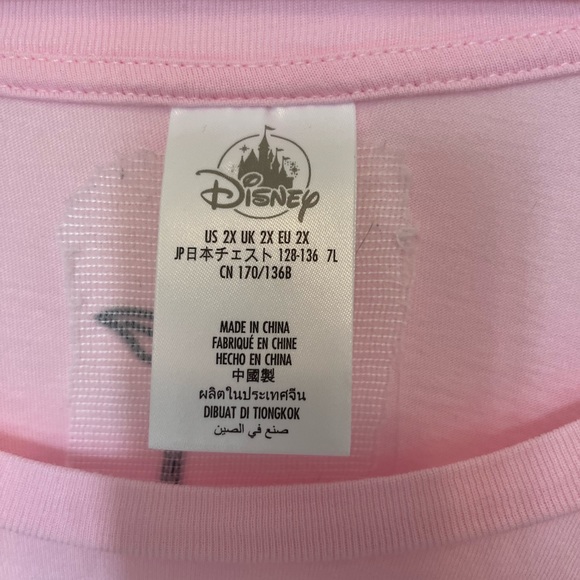 Disney
US 2X UK 2X EU 2X
JP日本チェスト 128-136 7L
CN 170/136B
MADE IN CHINA
FABRIQUÉ EN CHINE
HECHO EN CHINA
中國製
ผลิตในประเทศจีน
DIBUAT DI TIONGKOK
صنع في الصين